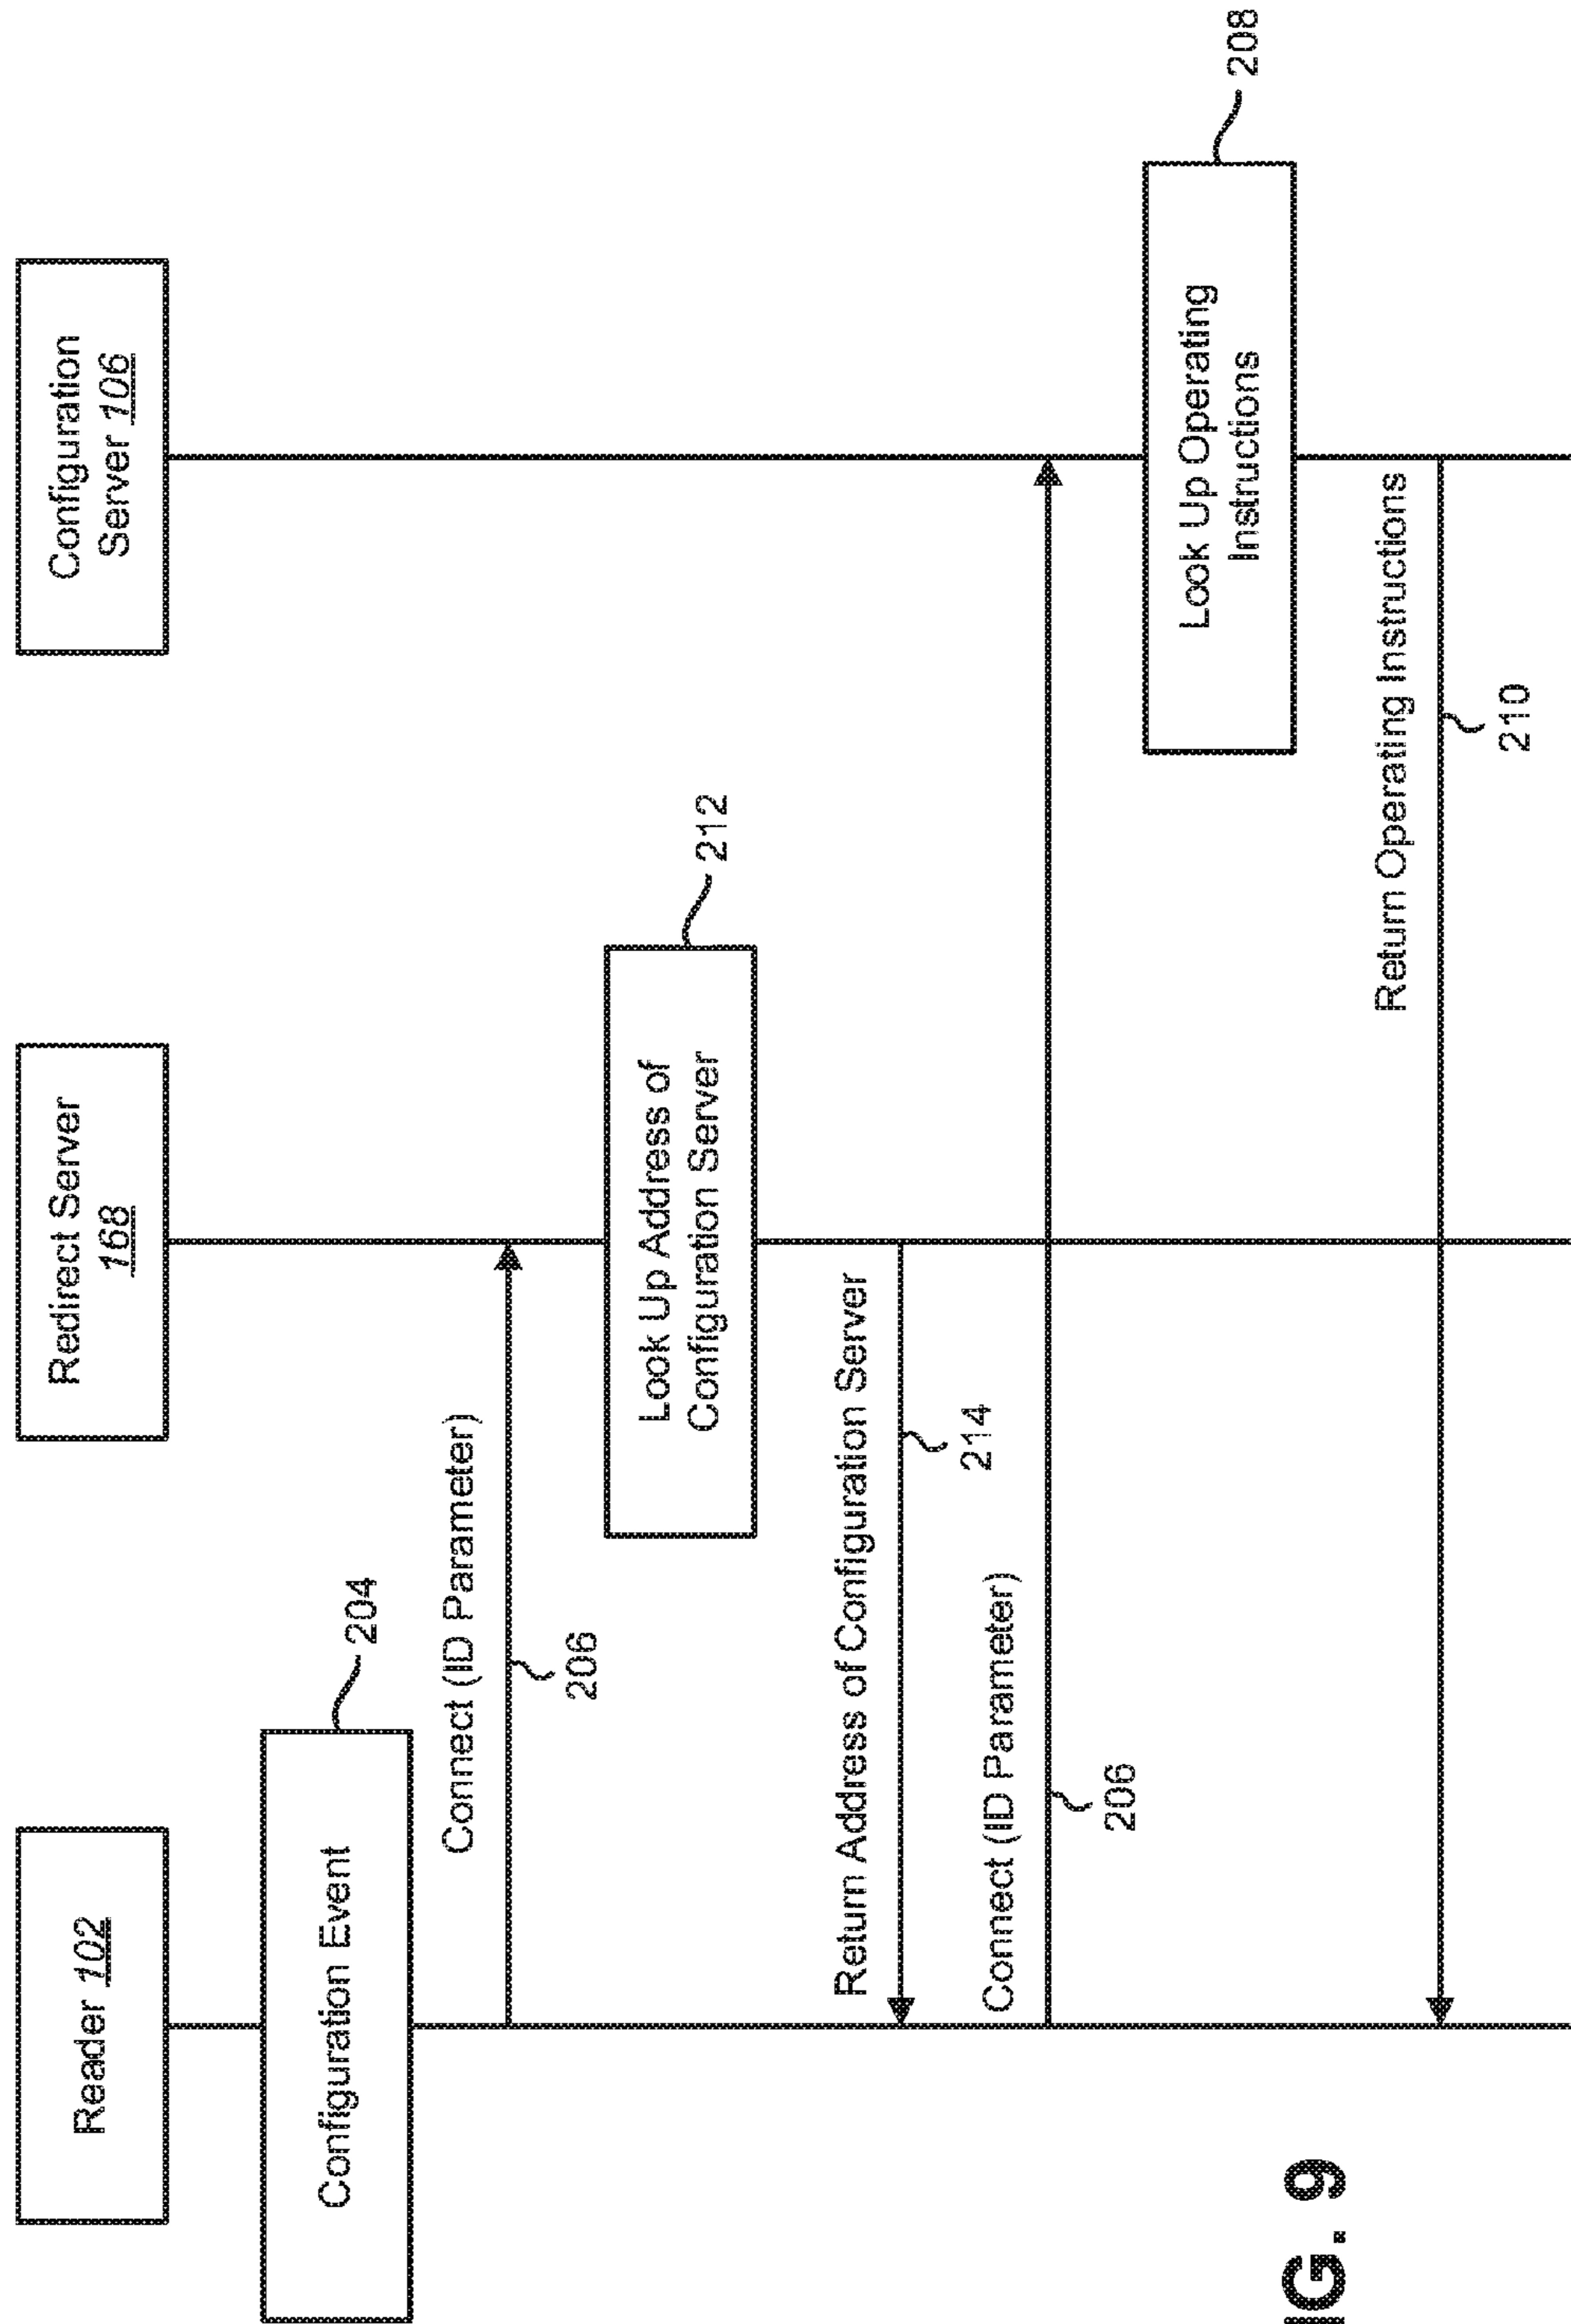 Reader 102
Redirect Server
168
Configuration
Server 106
Configuration Event
204
Connect (ID Parameter)
206
Look Up Address of
Configuration Server
212
Return Address of Configuration Server
214
Connect (ID Parameter)
206
Look Up Operating
Instructions
208
Return Operating Instructions
210
IG. 9